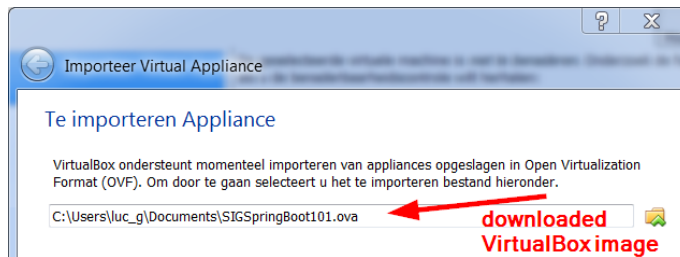 Importeer Virtual Appliance
Te importeren Appliance
VirtualBox ondersteunt momenteel importeren van appliances opgeslagen in Open Virtualization
Format (OVF). Om door te gaan selecteert u het te importeren bestand hieronder.
C:\Users\luc_g\Documents\SIGSpringBoot101.ova
downloaded
VirtualBox image